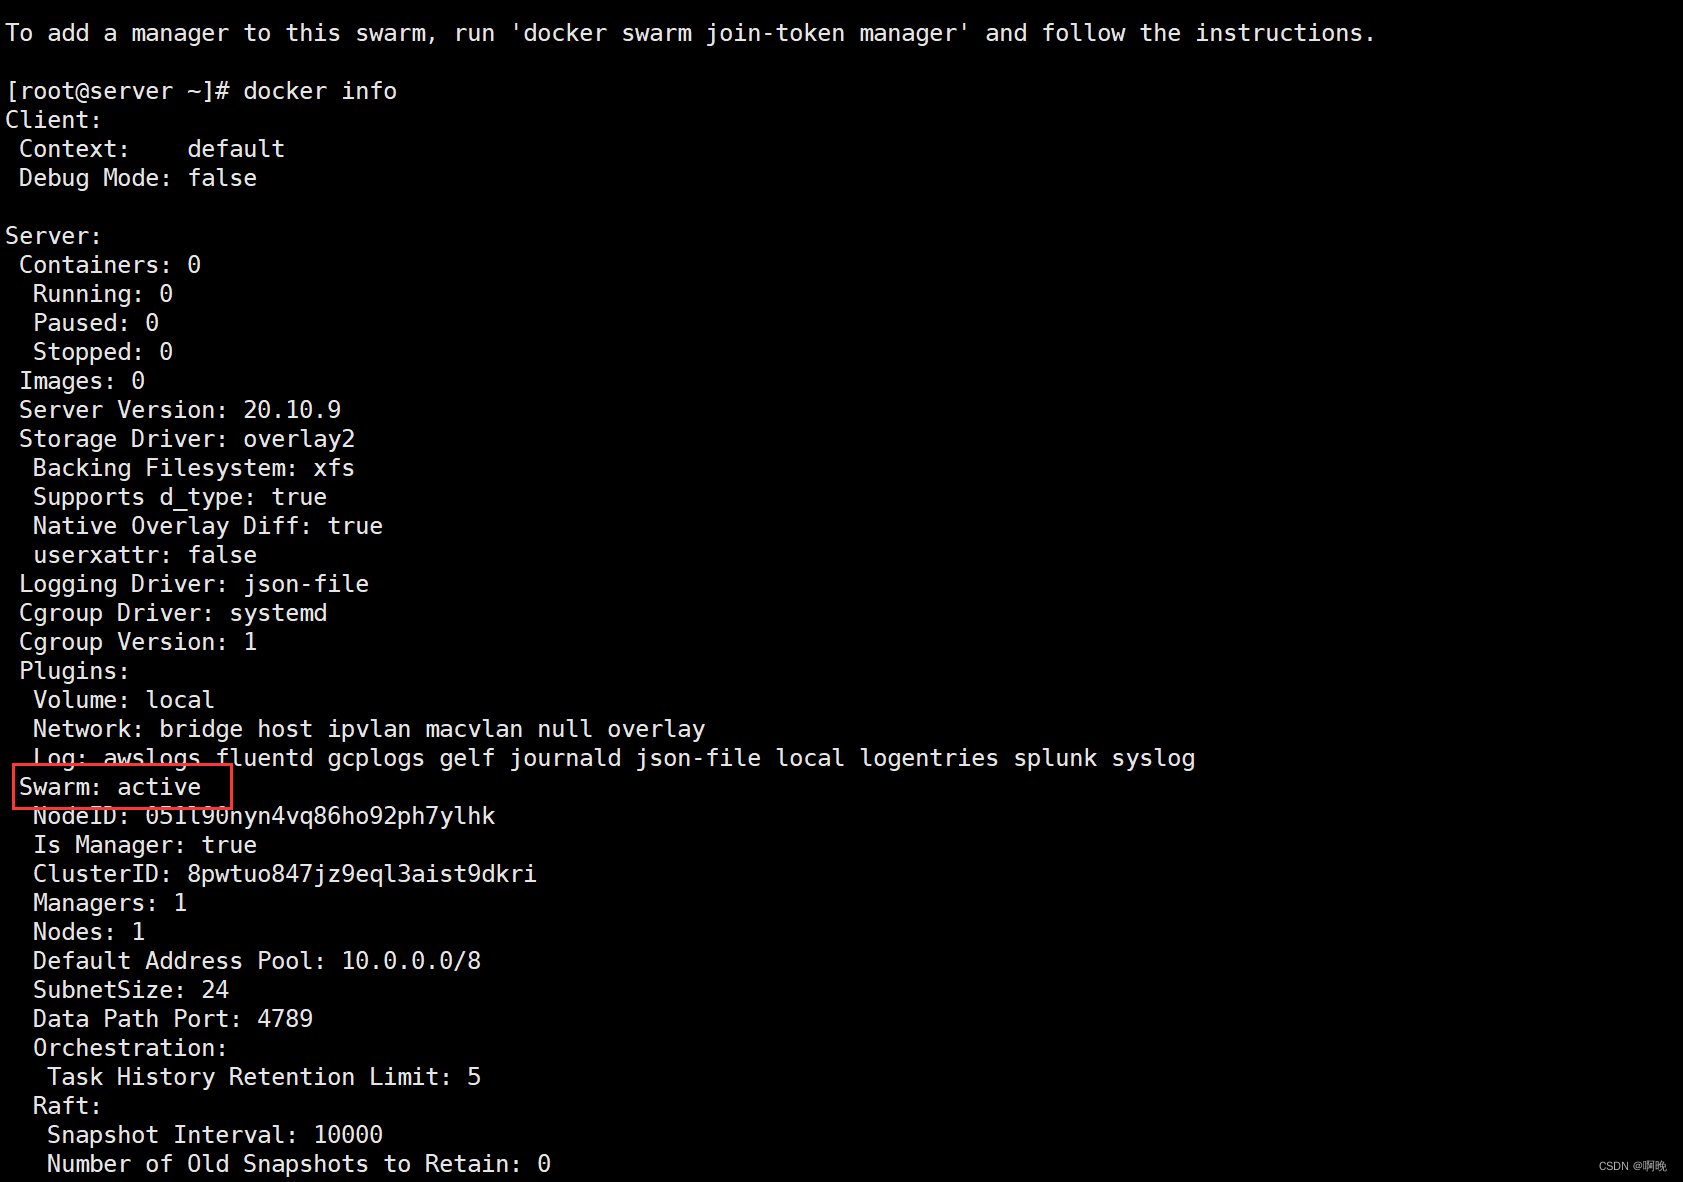 To add a manager to this swarm, run 'docker swarm join-token manager' and follow the instructions.
[root@server ~]# docker info
Client:
Context:    default
Debug Mode: false
Server:
Containers: 0
Running: 0
Paused: 0
Stopped: 0
Images: 0
Server Version: 20.10.9
Storage Driver: overlay2
Backing Filesystem: xfs
Supports d_type: true
Native Overlay Diff: true
userxattr: false
Logging Driver: json-file
Cgroup Driver: systemd
Cgroup Version: 1
Plugins:
Volume: local
Network: bridge host ipvlan macvlan null overlay
Log: awslogs fluentd gcplogs gelf journald json-file local logentries splunk syslog
Swarm: active
NodeID: 051l90nyn4vq86ho92ph7ylhk
Is Manager: true
ClusterID: 8pwtuo847jz9eql3aist9dkri
Managers: 1
Nodes: 1
Default Address Pool: 10.0.0.0/8
SubnetSize: 24
Data Path Port: 4789
Orchestration:
Task History Retention Limit: 5
Raft:
Snapshot Interval: 10000
Number of Old Snapshots to Retain: 0
CSDN @啊晚